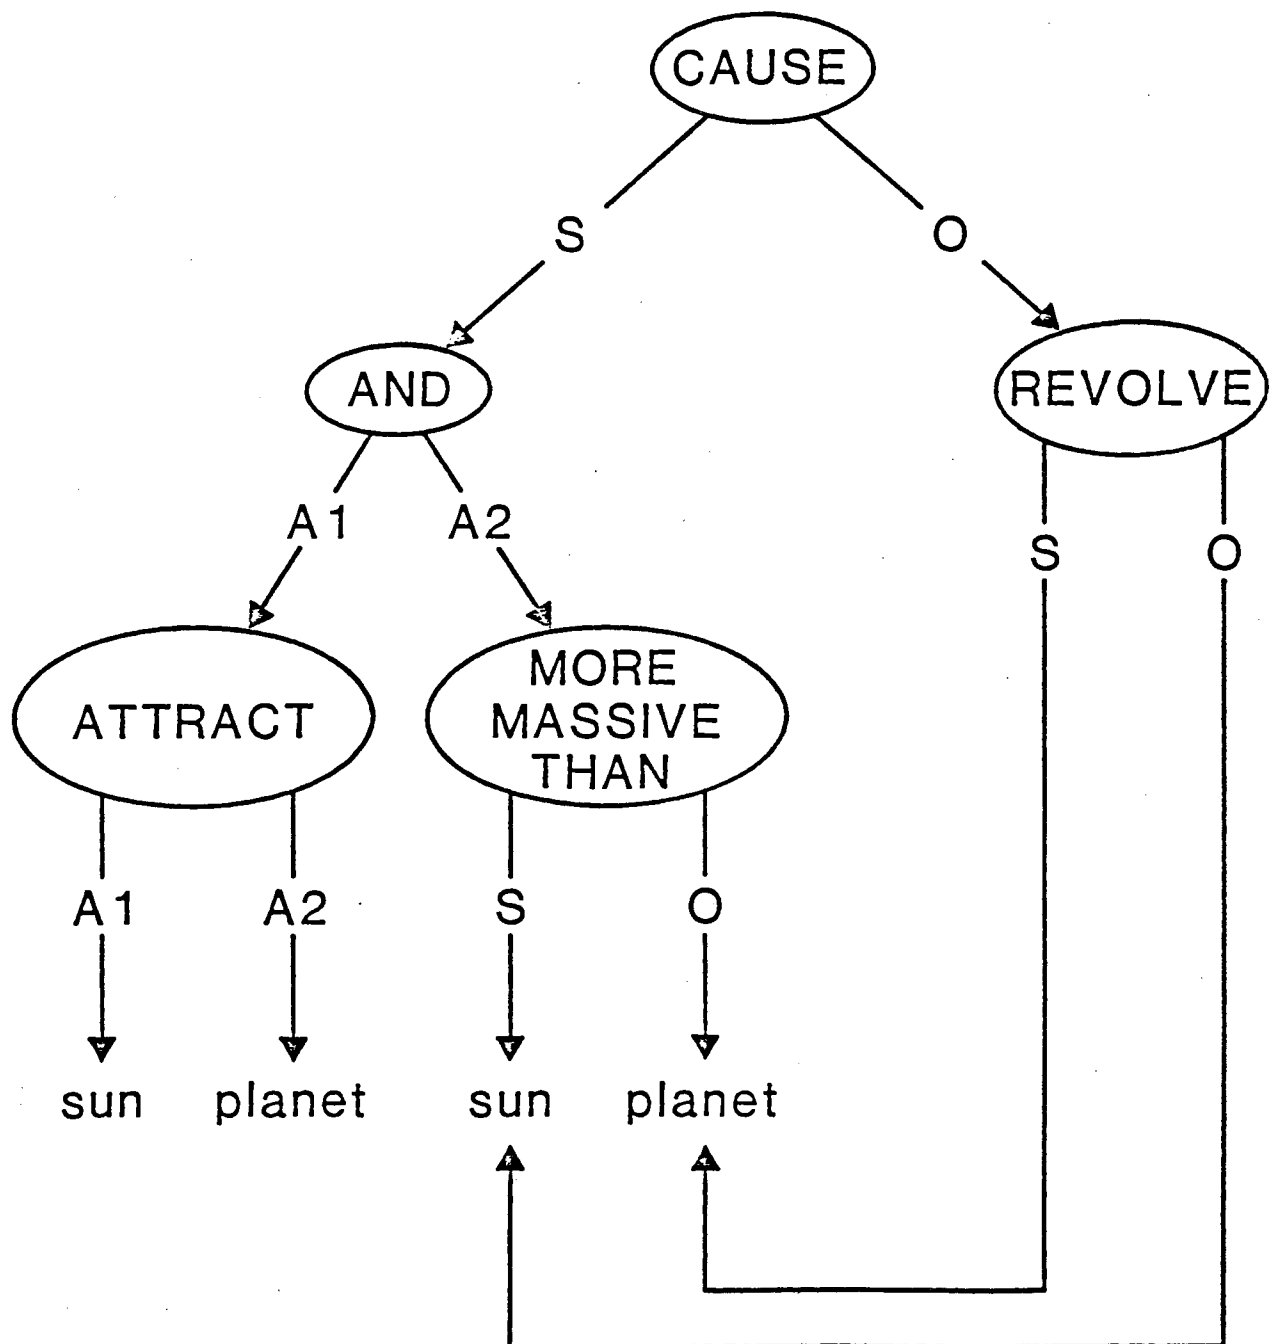 CAUSE
S
O
AND
REVOLVE
A1
A2
S
O
ATTRACT
MORE
MASSIVE
THAN
A1
A2
S
O
sun
planet
sun
planet